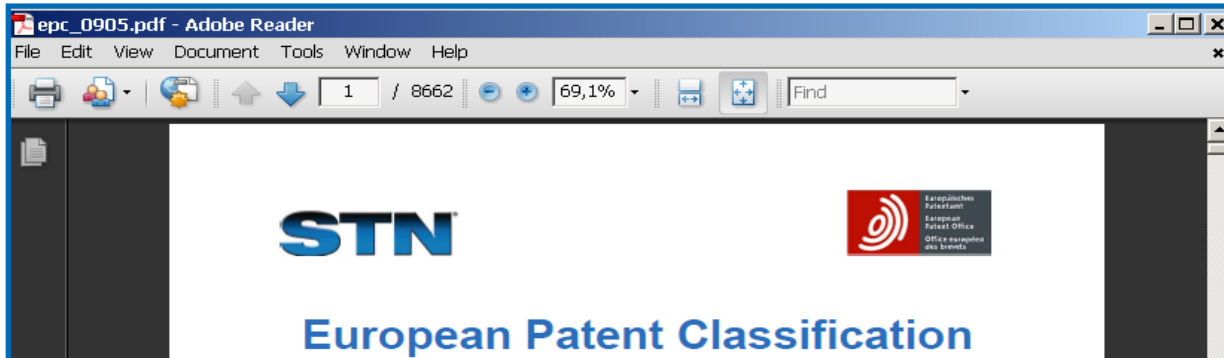 epc_0905.pdf - Adobe Reader
File Edit View Document Tools Window Help
1 / 8662 69,1% Find
STN
Europäisches
Patentamt
European
Patent Office
Office européen
des brevets
European Patent Classification